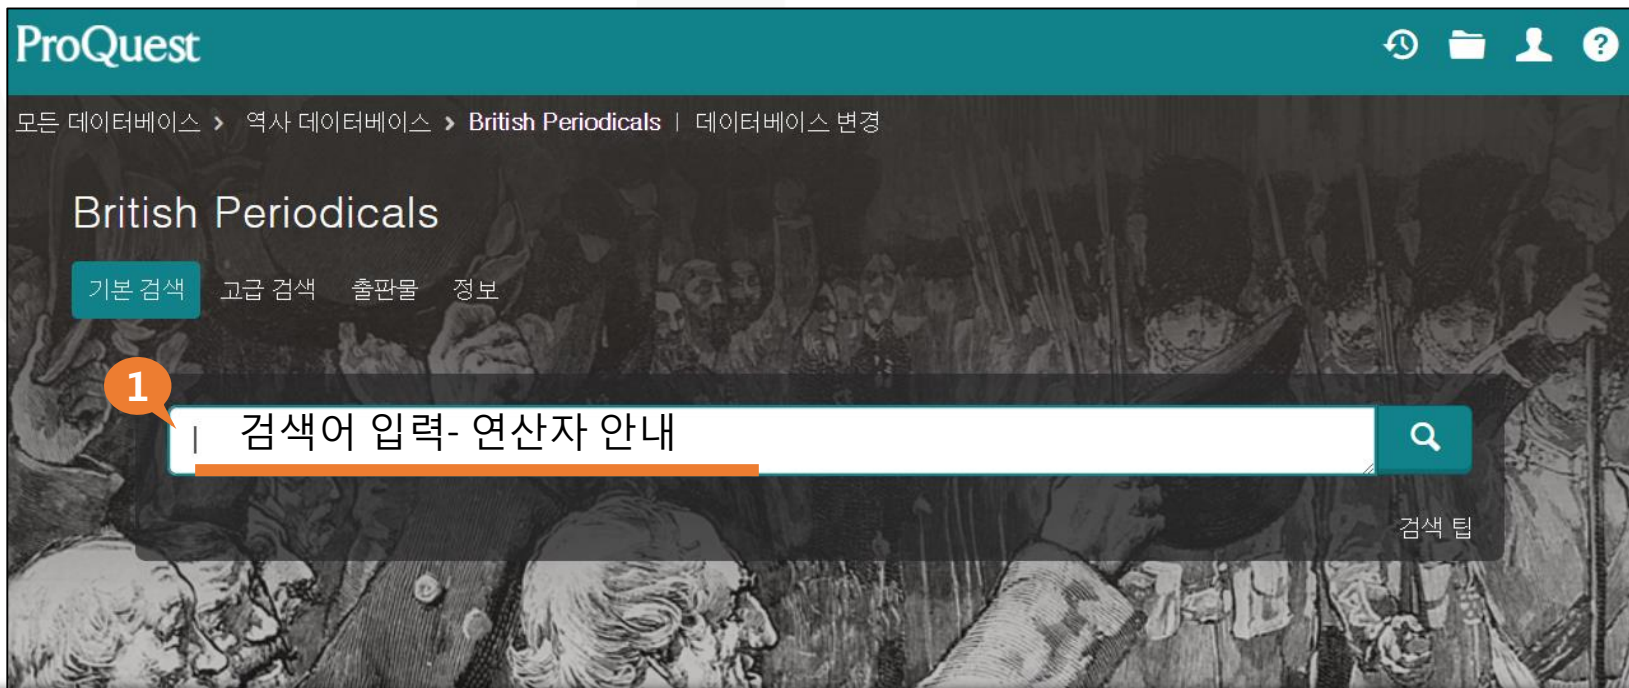 ProQuest
모든 데이터베이스 > 역사 데이터베이스 > British Periodicals | 데이터베이스 변경
British Periodicals
기본 검색 고급 검색 출판물 정보
1
검색어 입력- 연산자 안내
검색 팁